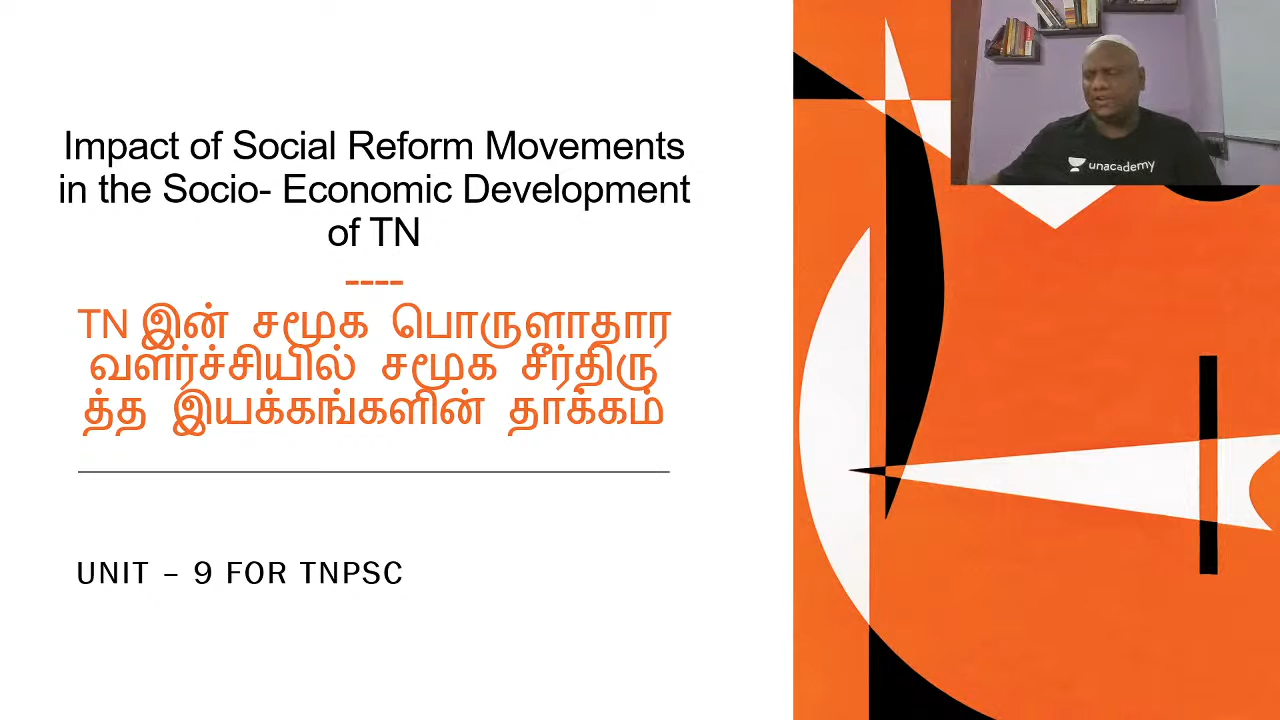 Impact of Social Reform Movements
in the Socio- Economic Development
of TN
----
TN இன் சமூக பொருளாதார
வளர்ச்சியில் சமூக சீர்திரு
த்த இயக்கங்களின் தாக்கம்
UNIT – 9 FOR TNPSC
unacademy